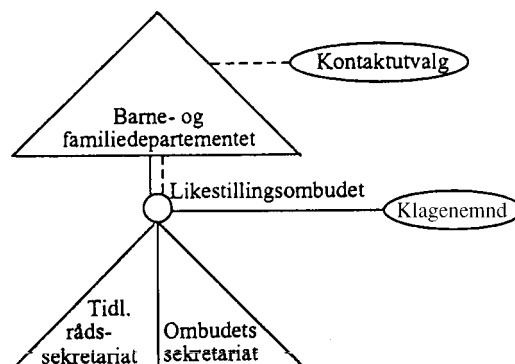 Kontaktutvalg
Barne- og
familiedepartementet
Likestillingsombudet
Klagenemnd
Tidl.
råds-
sekretariat
Ombudets
sekretariat